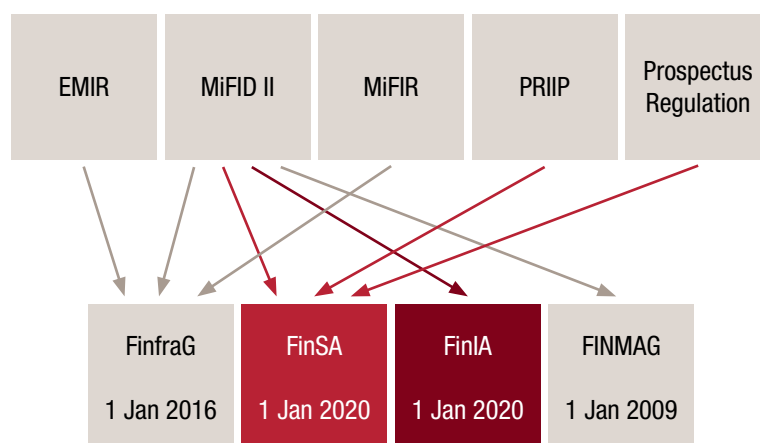 EMIR
MiFID II
MiFIR
PRIIP
Prospectus
Regulation
FinfraG
1 Jan 2016
FinSA
1 Jan 2020
FinIA
1 Jan 2020
FINMAG
1 Jan 2009